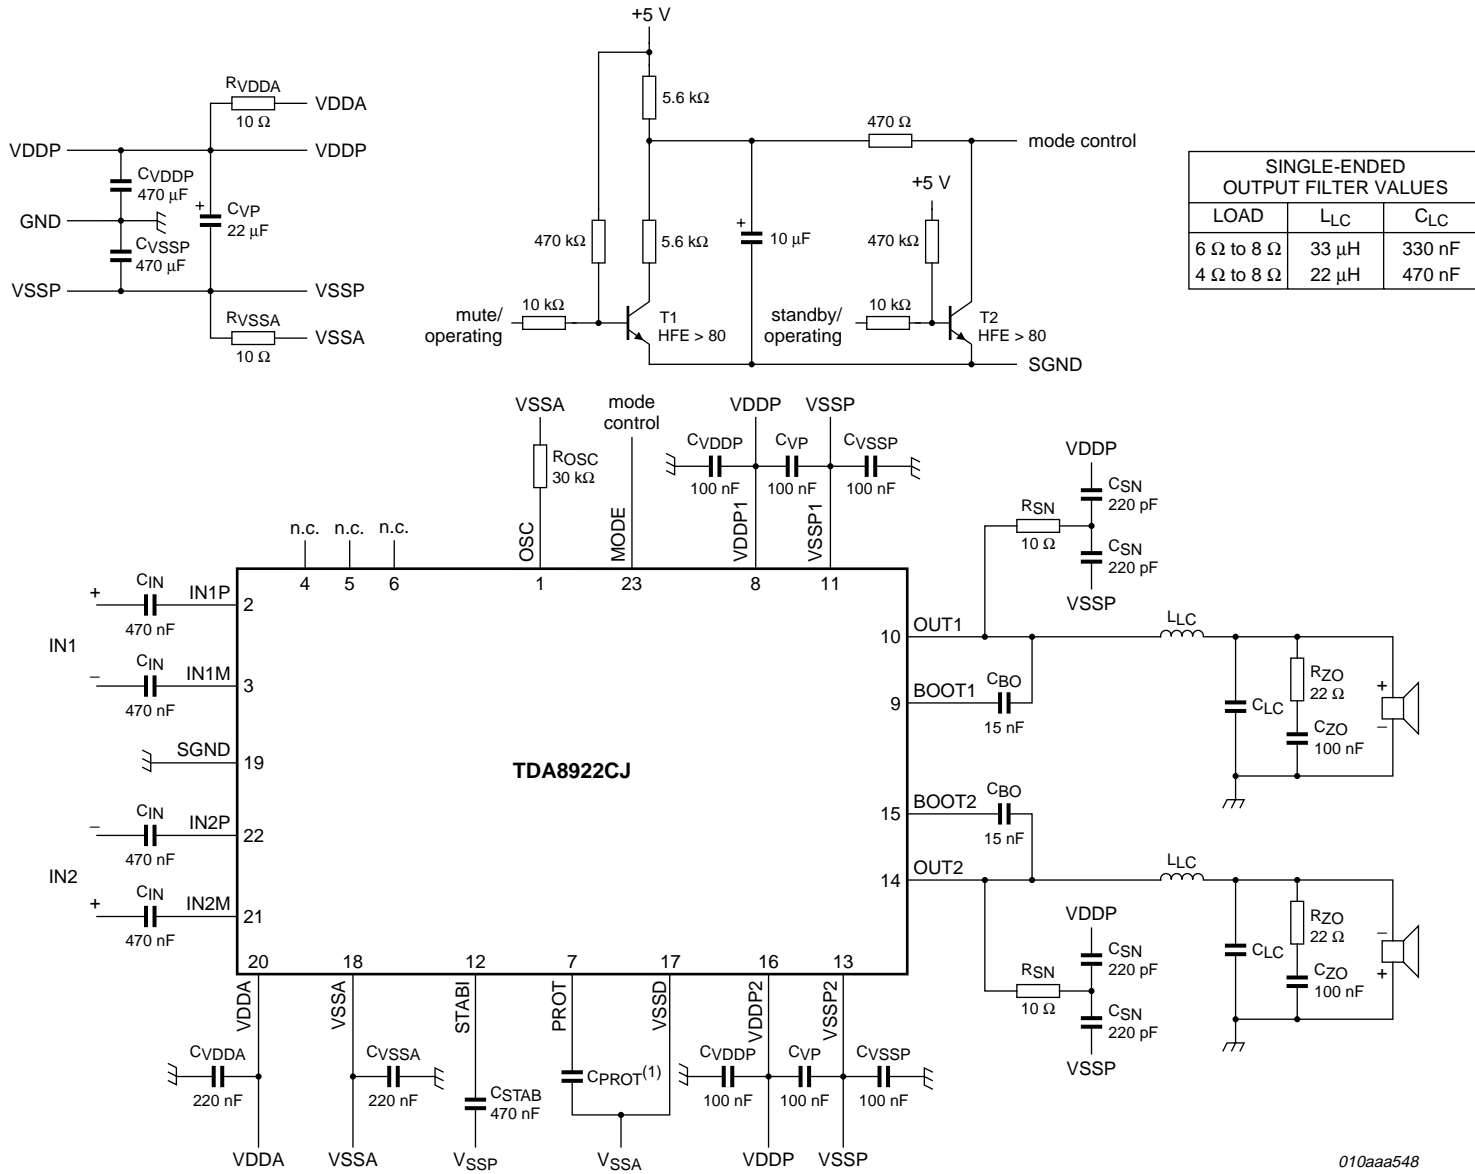 +5 V
RVDDA
10 Ω
VDDA
VDDP
VDDP
CVDDP
470 μF
GND
CVP
+
22 μF
CVSSP
470 μF
VSSP
VSSP
RVSSA
10 Ω
VSSA
5.6 kΩ
470 Ω
mode control
+5 V
470 kΩ
5.6 kΩ
+
10 μF
470 kΩ
mute/
operating
10 kΩ
T1
HFE > 80
standby/
operating
10 kΩ
T2
HFE > 80
SGND
SINGLE-ENDED
OUTPUT FILTER VALUES
LOAD LLC CLC
6 Ω to 8 Ω 33 μH 330 nF
4 Ω to 8 Ω 22 μH 470 nF
VSSA
ROSC
30 kΩ
mode
control
VDDP
VSSP
CVDDP
100 nF
CVP
100 nF
CVSSP
100 nF
n.c. n.c. n.c.
OSC
MODE
VDDP1
VSSP1
4 5 6 1 23 8 11
VDDP
CSN
220 pF
RSN
10 Ω
CSN
220 pF
VSSP
IN1
+
CIN
470 nF
IN1P
2
−
CIN
470 nF
IN1M
3
SGND
19
IN2
−
CIN
470 nF
IN2P
22
+
CIN
470 nF
IN2M
21
TDA8922CJ
10
OUT1
LLC
9
BOOT1
CBO
15 nF
CLC
RZO
22 Ω
CZO
100 nF
+
−
15
BOOT2
CBO
15 nF
14
OUT2
LLC
CLC
RZO
22 Ω
CZO
100 nF
−
+
VDDP
CSN
220 pF
RSN
10 Ω
CSN
220 pF
VSSP
20 18 12 7 17 16 13
VDDA
VSSA
STABI
PROT
VSSD
VDDP2
VSSP2
CVDDA
220 nF
CVSSA
220 nF
CSTAB
470 nF
CPROT(1)
CVDDP
100 nF
CVP
100 nF
CVSSP
100 nF
VDDA VSSA VSSP VSSA VDDP VSSP
010aaa548